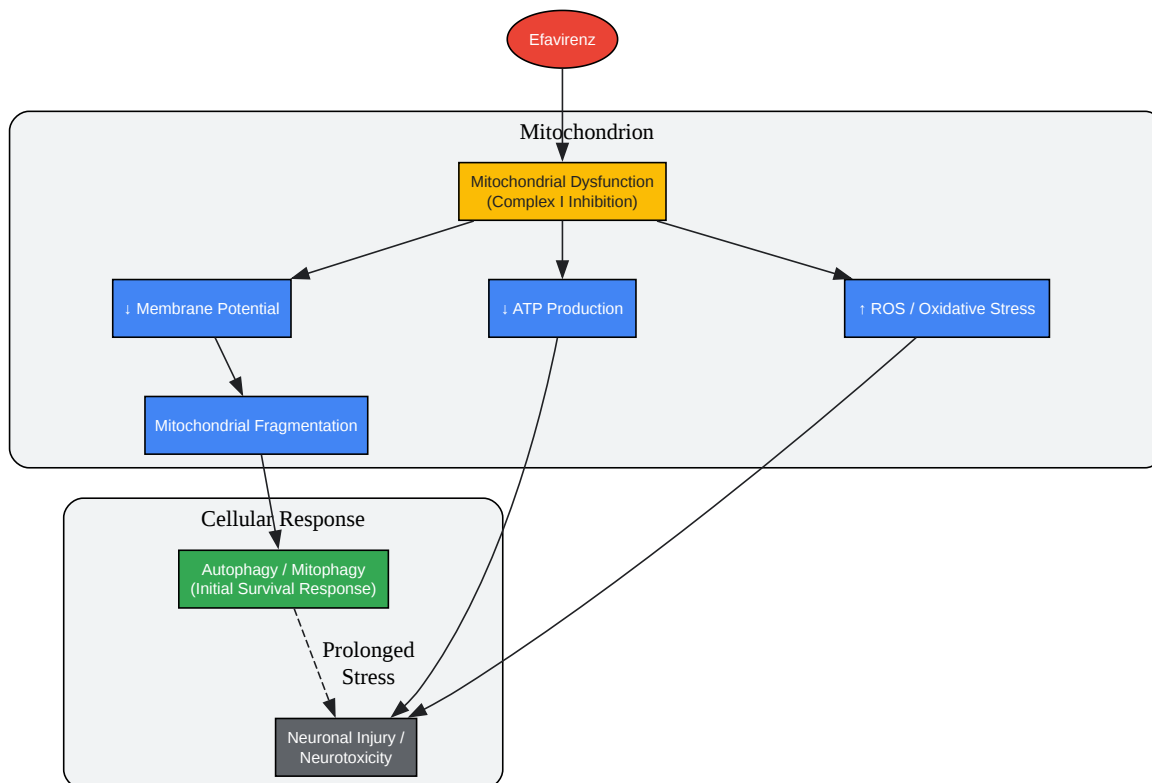 Efavirenz
Mitochondrion
Mitochondrial Dysfunction
(Complex I Inhibition)
↓ Membrane Potential
↓ ATP Production
↑ ROS / Oxidative Stress
Mitochondrial Fragmentation
Cellular Response
Autophagy / Mitophagy
(Initial Survival Response)
Prolonged
Stress
Neuronal Injury /
Neurotoxicity